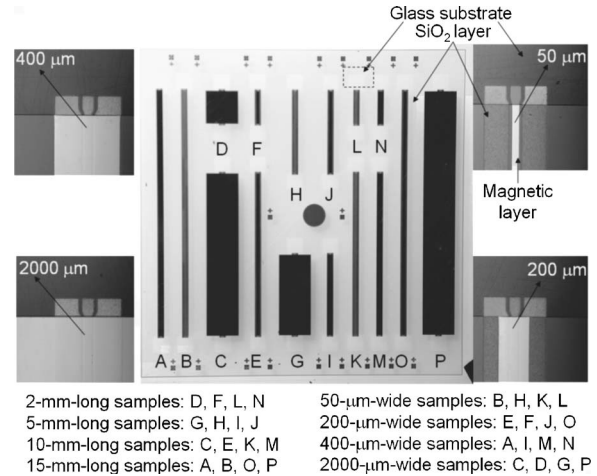 Glass substrate
SiO₂ layer
400 μm
50 μm
D F L N
H J
Magnetic
layer
2000 μm
200 μm
A B C E G I K M O P
2-mm-long samples: D, F, L, N
5-mm-long samples: G, H, I, J
10-mm-long samples: C, E, K, M
15-mm-long samples: A, B, O, P
50-μm-wide samples: B, H, K, L
200-μm-wide samples: E, F, J, O
400-μm-wide samples: A, I, M, N
2000-μm-wide samples: C, D, G, P